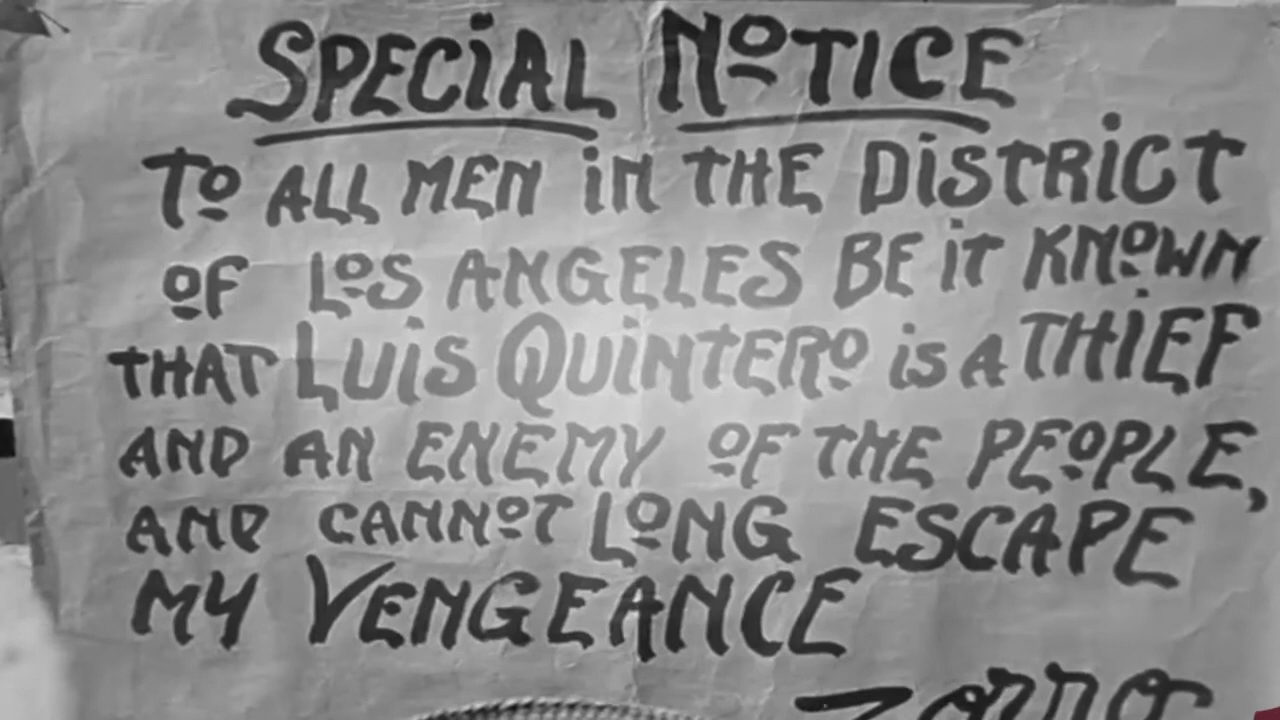 SPECiAL NOTICE
TO ALL MEN iN THE DiSTRiCT
OF LOS ANGELES BE iT KNOWN
THAT LUiS QUiNTERO iS A THiEF
AND AN ENEMY OF THE PEOPLE,
AND CANNOT LONG ESCAPE
MY VENGEANCE
Zorro